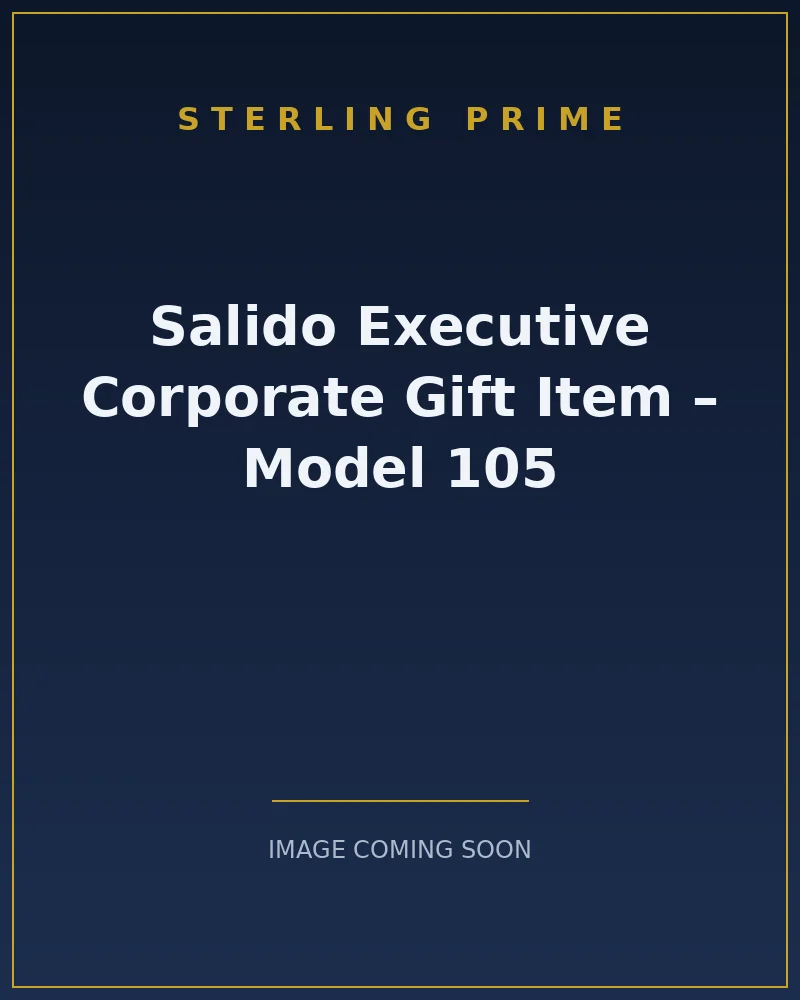 STERLING PRIME
Salido Executive
Corporate Gift Item –
Model 105
IMAGE COMING SOON